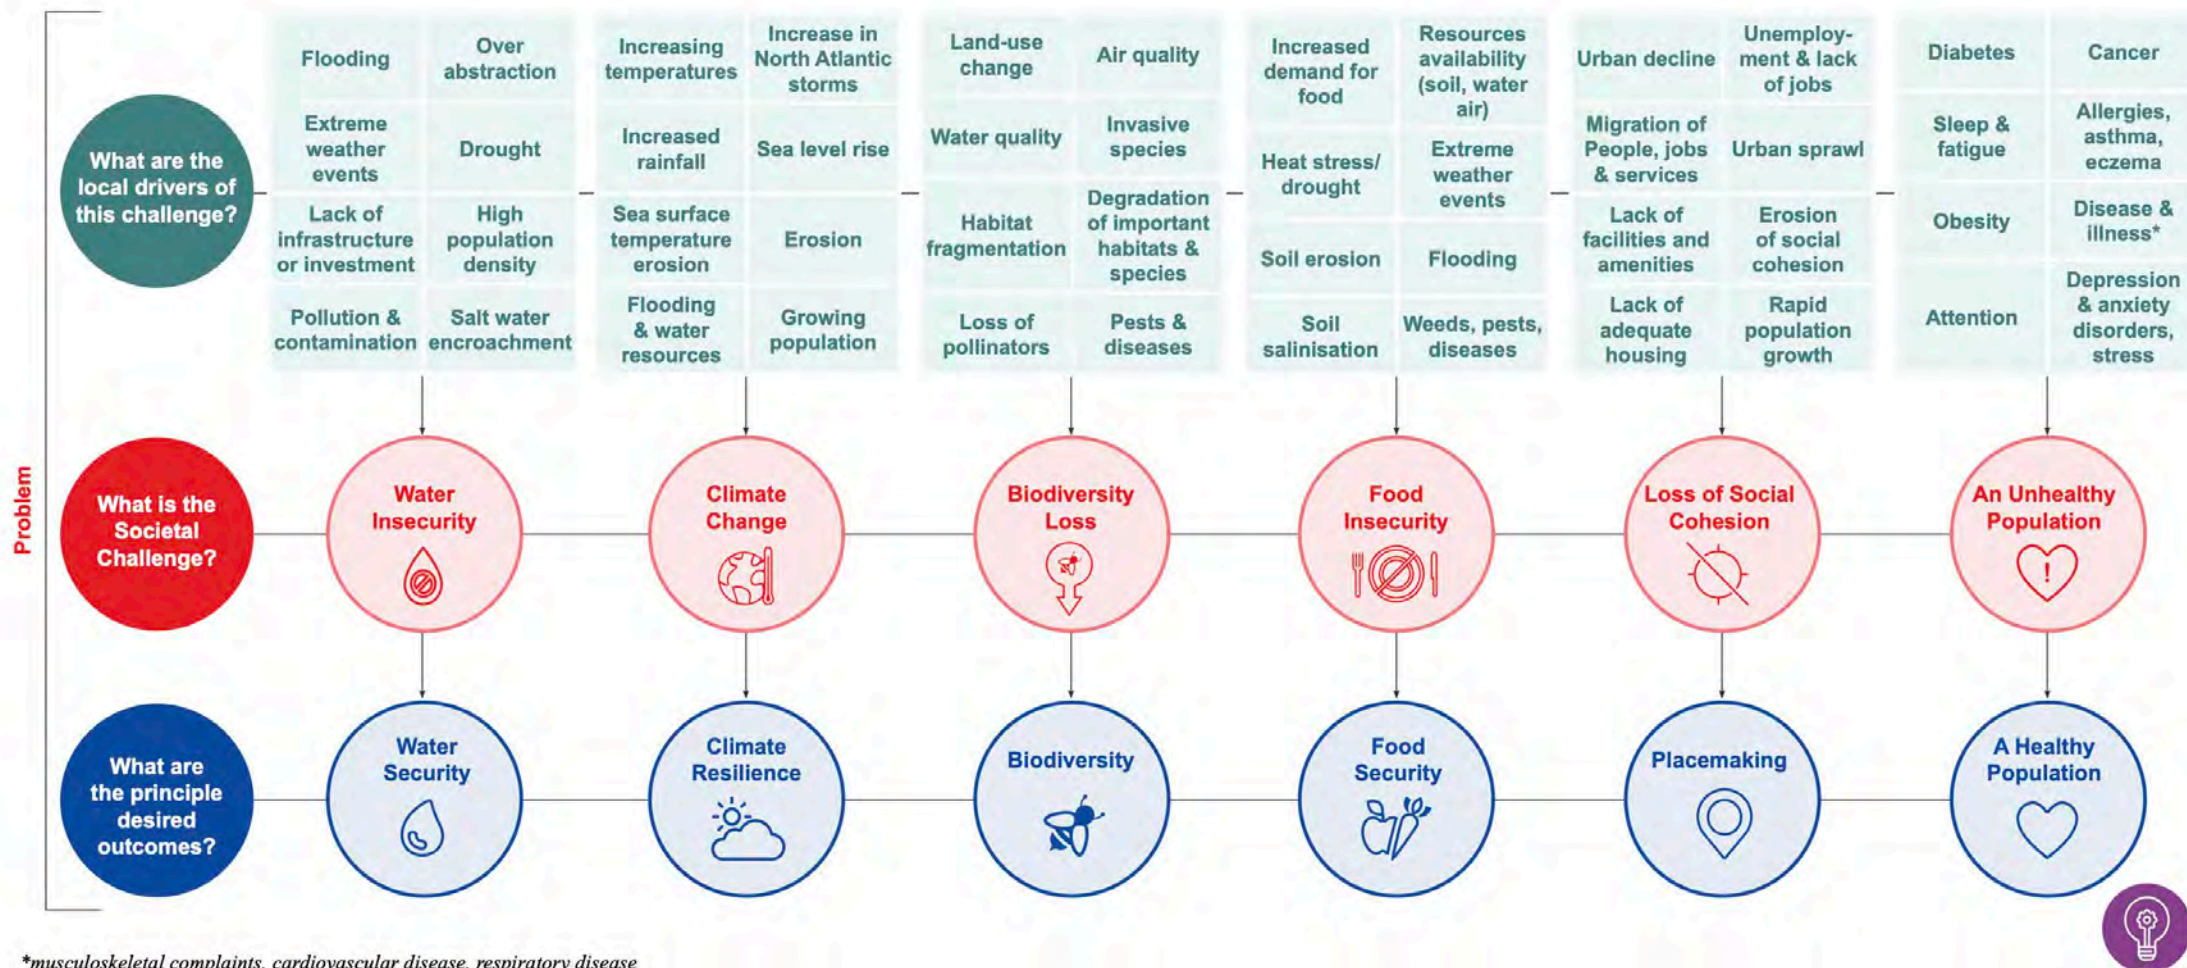 Problem
What are the
local drivers of
this challenge?
Flooding
Over
abstraction
Extreme
weather
events
Drought
Lack of
infrastructure
or investment
High
population
density
Pollution &
contamination
Salt water
encroachment
Increasing
temperatures
Increase in
North Atlantic
storms
Increased
rainfall
Sea level rise
Sea surface
temperature
erosion
Erosion
Flooding
& water
resources
Growing
population
Land-use
change
Air quality
Water quality
Invasive
species
Habitat
fragmentation
Degradation
of important
habitats &
species
Loss of
pollinators
Pests &
diseases
Increased
demand for
food
Resources
availability
(soil, water
air)
Heat stress/
drought
Extreme
weather
events
Soil erosion
Flooding
Soil
salinisation
Weeds, pests,
diseases
Urban decline
Unemploy-
ment & lack
of jobs
Migration of
People, jobs
& services
Urban sprawl
Lack of
facilities and
amenities
Erosion
of social
cohesion
Lack of
adequate
housing
Rapid
population
growth
Diabetes
Cancer
Sleep &
fatigue
Allergies,
asthma,
eczema
Obesity
Disease &
illness*
Attention
Depression
& anxiety
disorders,
stress
What is the
Societal
Challenge?
Water
Insecurity
Climate
Change
Biodiversity
Loss
Food
Insecurity
Loss of Social
Cohesion
An Unhealthy
Population
!
What are
the principle
desired
outcomes?
Water
Security
Climate
Resilience
Biodiversity
Food
Security
Placemaking
A Healthy
Population
*musculoskeletal complaints, cardiovascular disease, respiratory disease